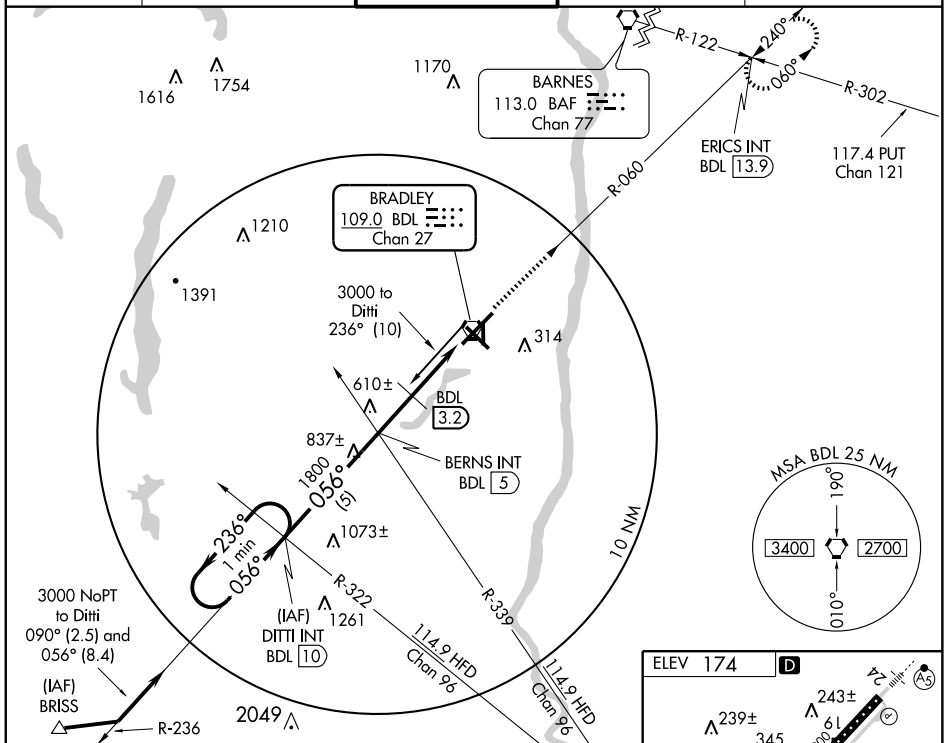 1616
1754
1170
BARNES
113.0 BAF
Chan 77
R-122
240°
060°
R-302
ERICS INT
BDL 13.9
117.4 PUT
Chan 121
R-060
BRADLEY
109.0 BDL
Chan 27
1210
1391
3000 to
Ditti
236° (10)
314
610±
BDL
3.2
837±
BERNS INT
BDL 5
1800
056°
(5)
1073±
236°
1 min
056°
10 NM
MSA BDL 25 NM
190°
3400
2700
010°
R-322
R-339
1261
(IAF)
DITTI INT
BDL 10
114.9 HFD
Chan 96
114.9 HFD
Chan 96
3000 NoPT
to Ditti
090° (2.5) and
056° (8.4)
(IAF)
BRISS
R-236
2049
ELEV 174
D
24
A5
243±
239±
19
P
345